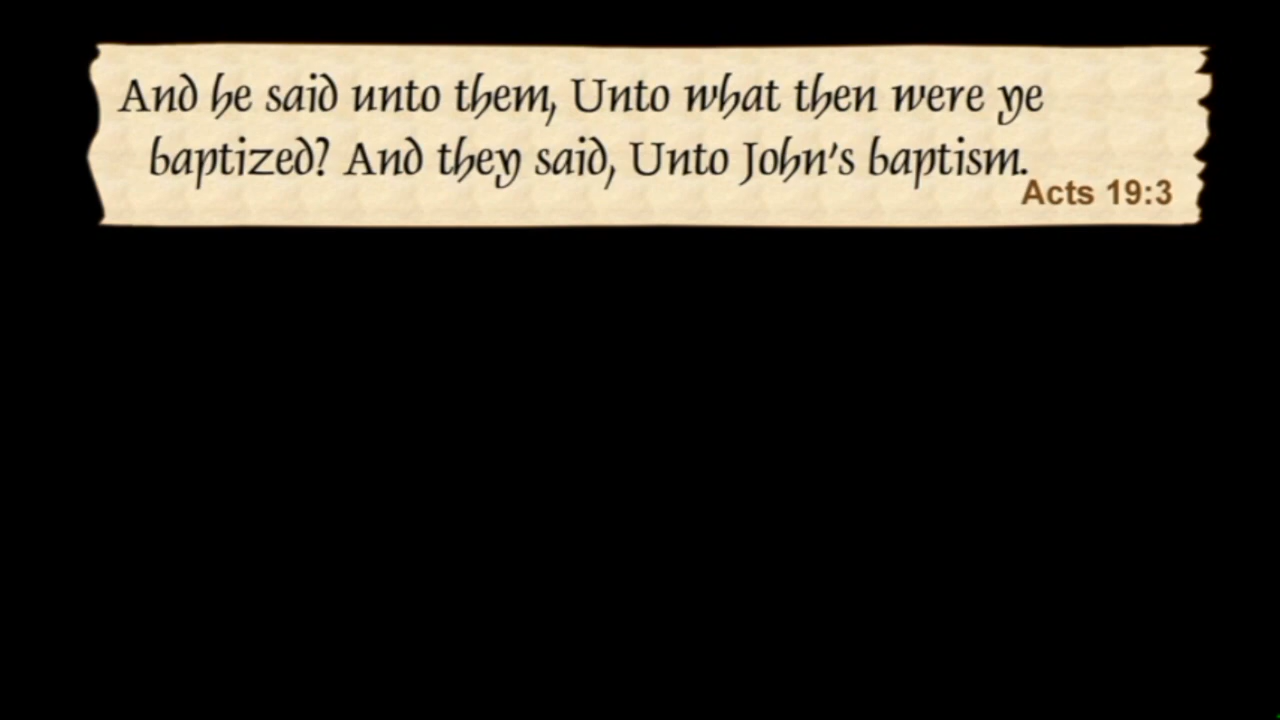 And he said unto them, Unto what then were ye
baptized? And they said, Unto John's baptism.
Acts 19:3